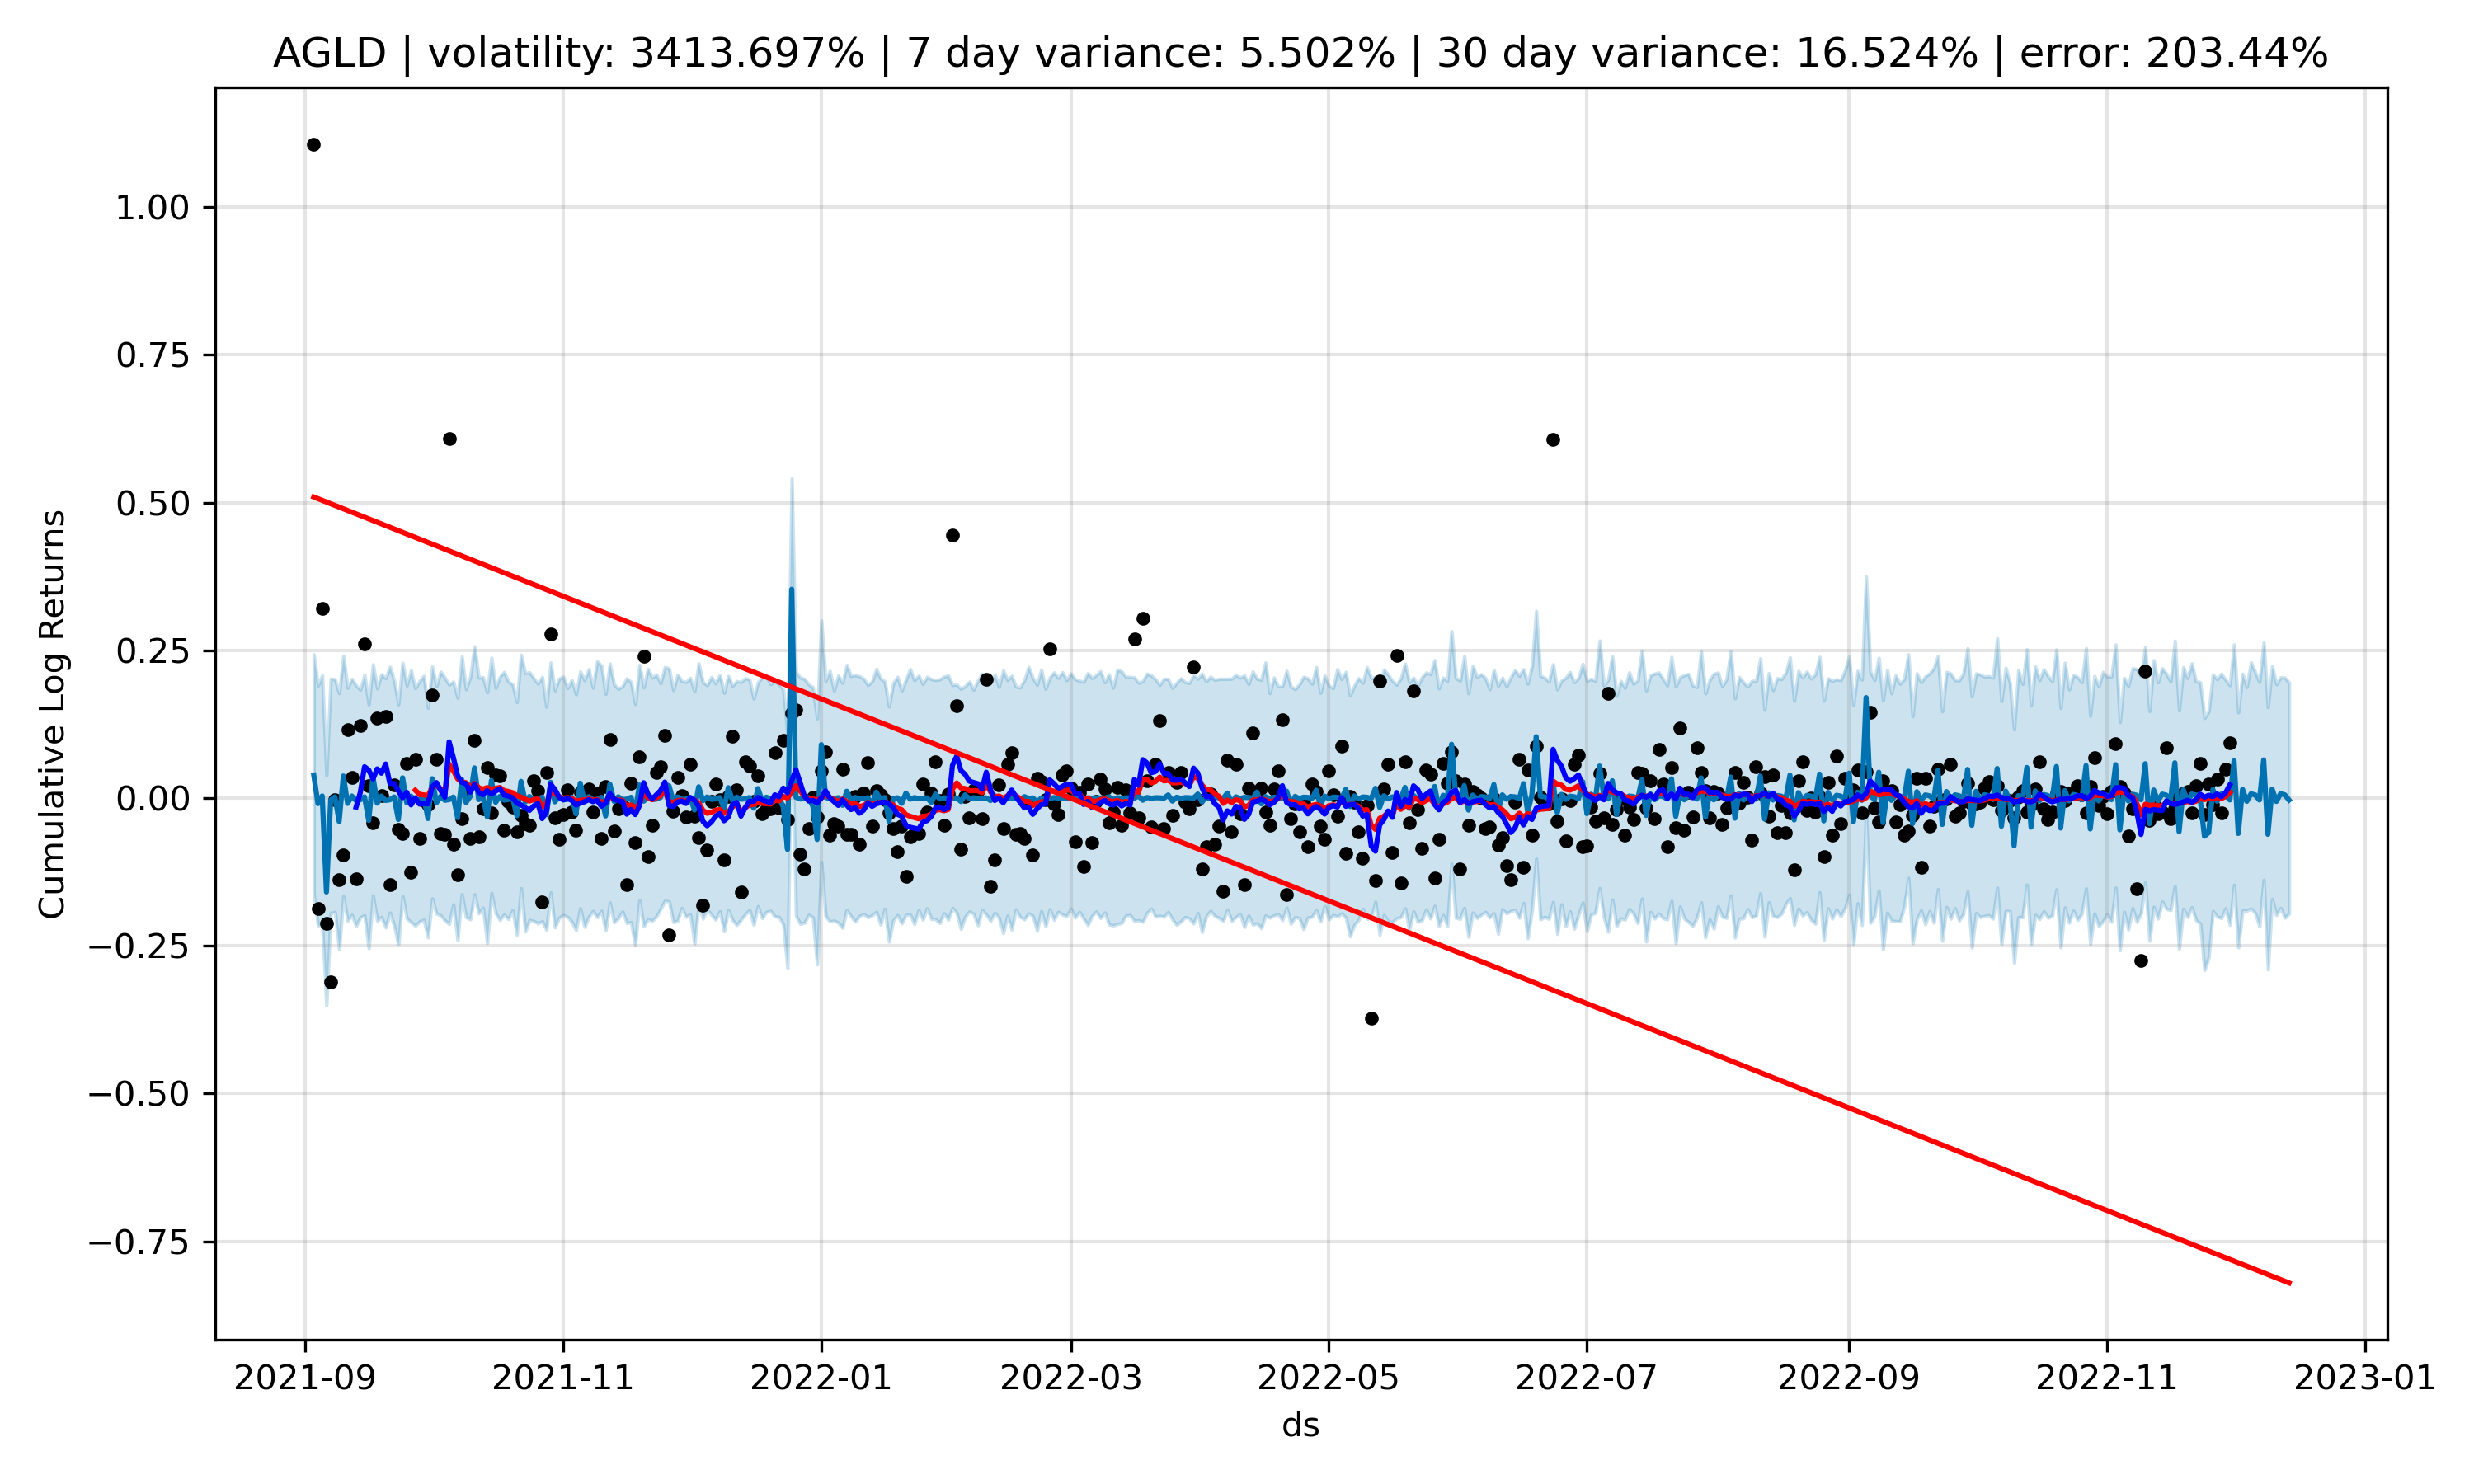 AGLD | volatility: 3413.697% | 7 day variance: 5.502% | 30 day variance: 16.524% | error: 203.44%
Cumulative Log Returns
1.00
0.75
0.50
0.25
0.00
−0.25
−0.50
−0.75
2021-09 2021-11 2022-01 2022-03 2022-05 2022-07 2022-09 2022-11 2023-01
ds